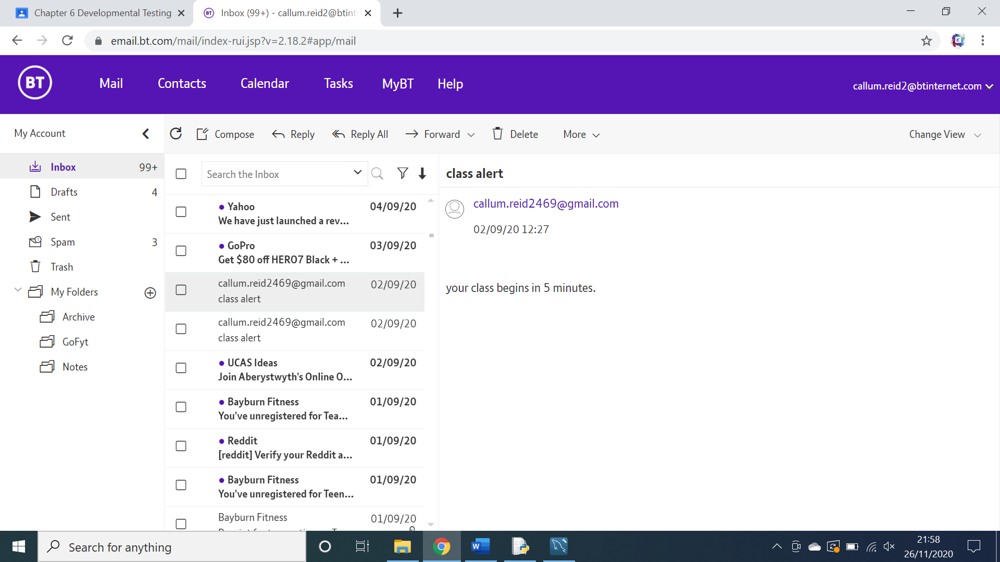 Chapter 6 Developmental Testing
Inbox (99+) - callum.reid2@btint
email.bt.com/mail/index-rui.jsp?v=2.18.2#app/mail
K
BT
Mail
Contacts
Calendar
Tasks
MyBT
Help
callum.reid2@btinternet.com
My Account
Compose
Reply
Reply All
Forward
Delete
More
Change View
Inbox 99+
Drafts 4
Sent
Spam 3
Trash
My Folders
Archive
GoFyt
Notes
Search the Inbox
Yahoo 04/09/20
We have just launched a rev...
GoPro 03/09/20
Get $80 off HERO7 Black + ...
callum.reid2469@gmail.com 02/09/20
class alert
callum.reid2469@gmail.com 02/09/20
class alert
UCAS Ideas 02/09/20
Join Aberystwyth's Online O...
Bayburn Fitness 01/09/20
You've unregistered for Tea...
Reddit 01/09/20
[reddit] Verify your Reddit a...
Bayburn Fitness 01/09/20
You've unregistered for Teen...
Bayburn Fitness 01/09/20
class alert
callum.reid2469@gmail.com
02/09/20 12:27
your class begins in 5 minutes.
Search for anything
W
21:58
26/11/2020